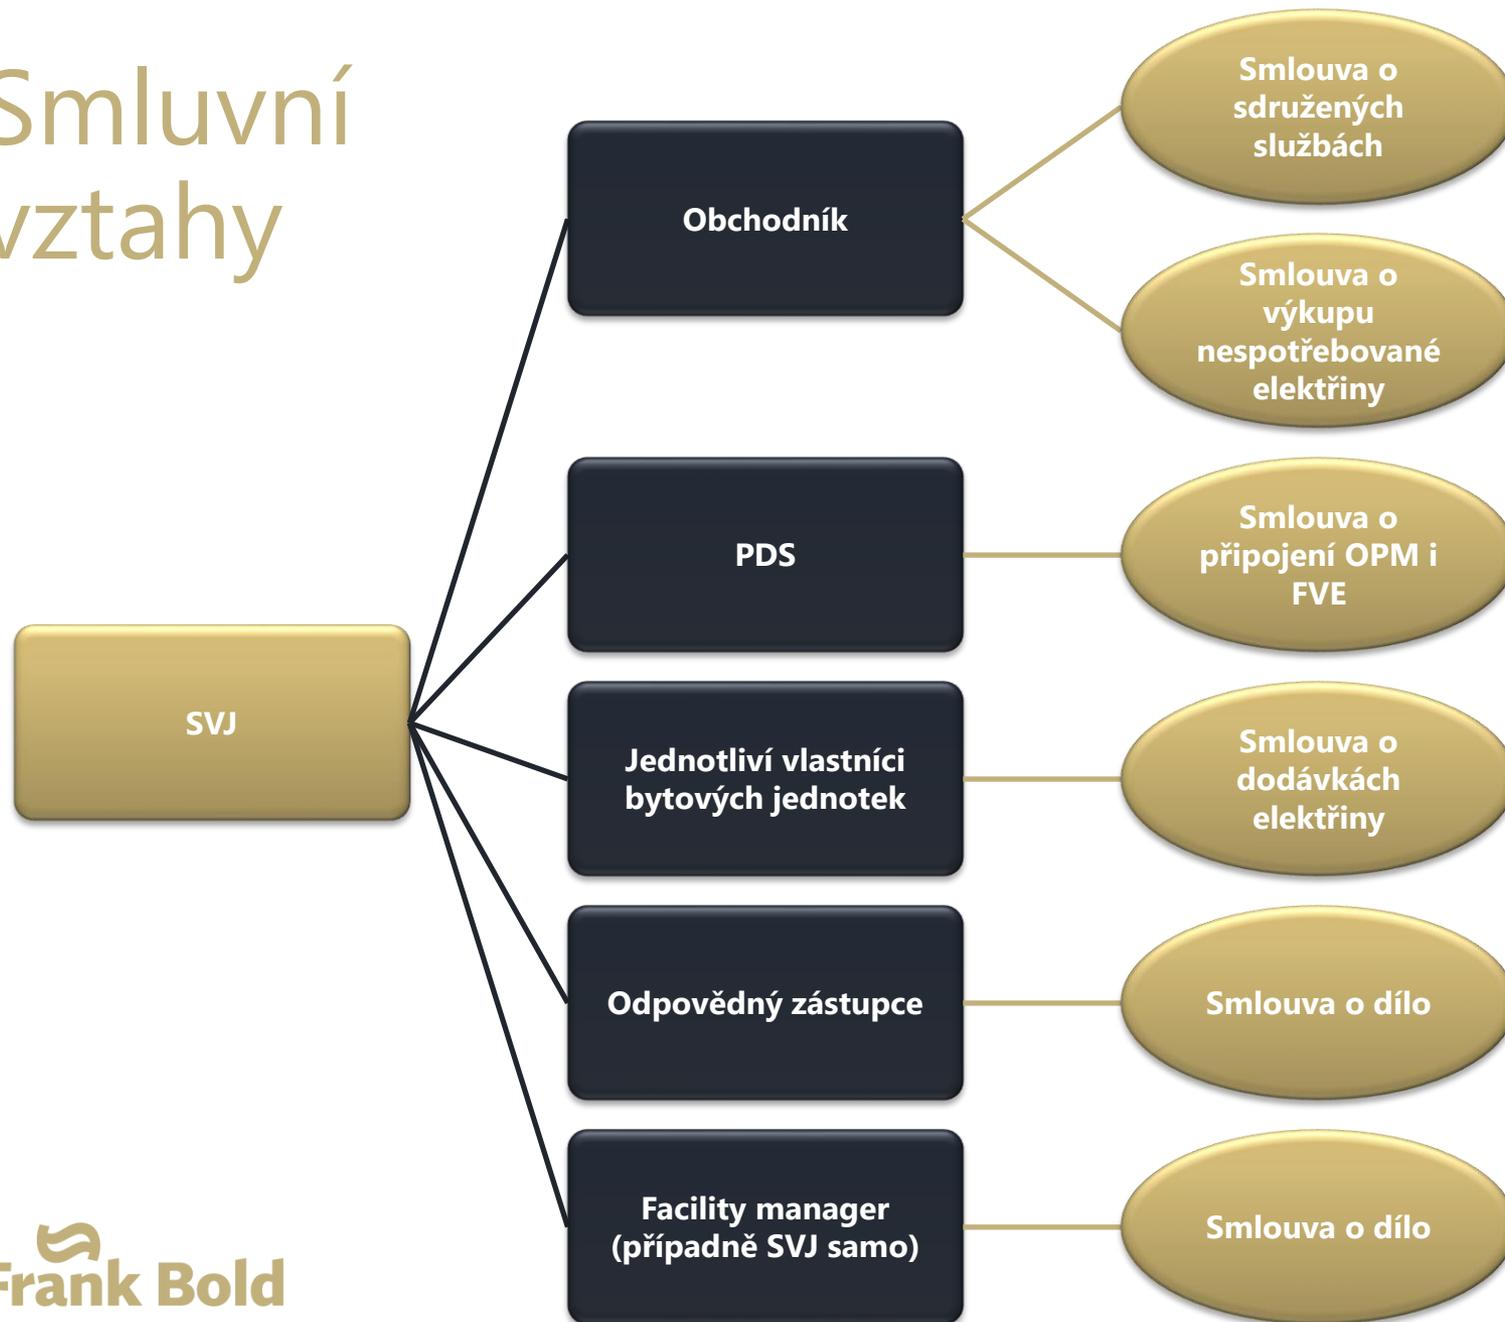 Smluvní
vztahy
Smlouva o
sdružených
službách
Obchodník
Smlouva o
výkupu
nespotřebované
elektřiny
PDS
Smlouva o
připojení OPM i
FVE
SVJ
Jednotliví vlastníci
bytových jednotek
Smlouva o
dodávkách
elektřiny
Odpovědný zástupce
Smlouva o dílo
Facility manager
(případně SVJ samo)
Smlouva o dílo
Frank Bold